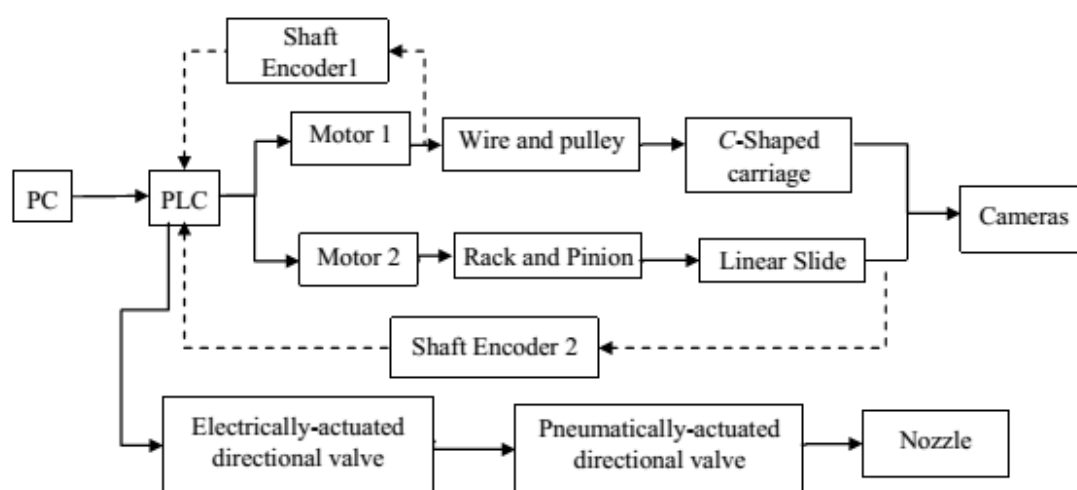 Shaft
Encoder1
Motor 1
Wire and pulley
C-Shaped
carriage
PC
PLC
Cameras
Motor 2
Rack and Pinion
Linear Slide
Shaft Encoder 2
Electrically-actuated
directional valve
Pneumatically-actuated
directional valve
Nozzle